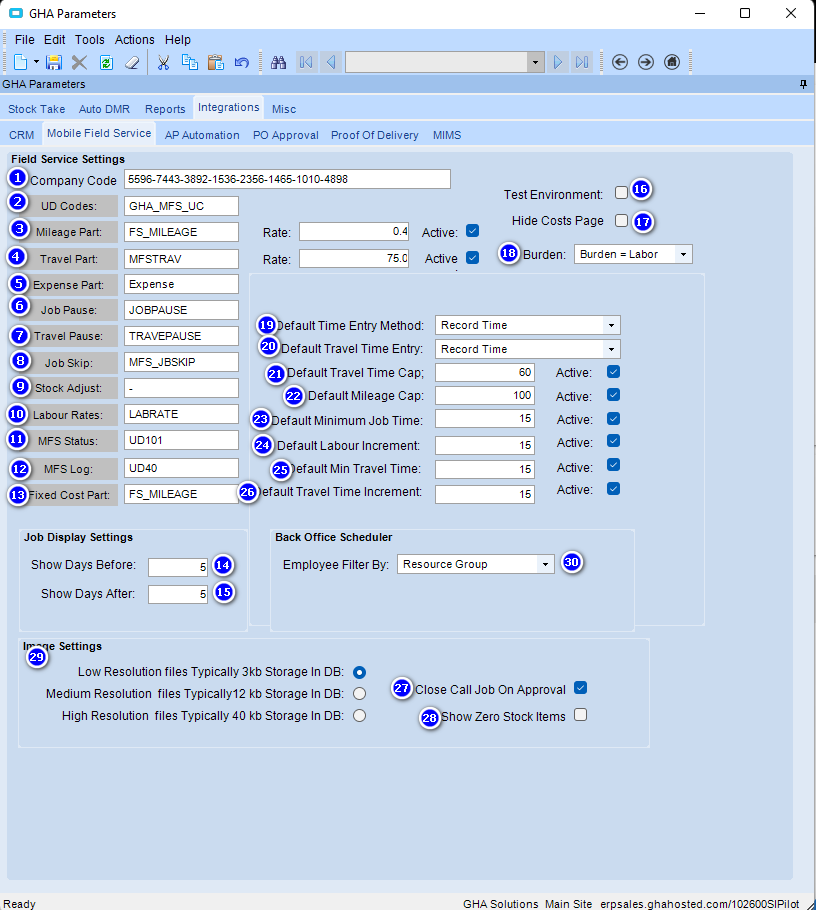 GHA Parameters
File Edit Tools Actions Help
GHA Parameters
Stock Take Auto DMR Reports Integrations Misc
CRM Mobile Field Service AP Automation PO Approval Proof Of Delivery MIMS
Field Service Settings
1 Company Code 5596-7443-3892-1536-2356-1465-1010-4898
2 UD Codes: GHA_MFS_UC
3 Mileage Part: FS_MILEAGE Rate: 0.4 Active:
4 Travel Part: MFSTRAV Rate: 75.0 Active
5 Expense Part: Expense
6 Job Pause: JOBPAUSE
7 Travel Pause: TRAVEPAUSE
8 Job Skip: MFS_JBSKIP
9 Stock Adjust: -
10 Labour Rates: LABRATE
11 MFS Status: UD101
12 MFS Log: UD40
13 Fixed Cost Part: FS_MILEAGE
Test Environment: 16
Hide Costs Page 17
18 Burden: Burden = Labor
19 Default Time Entry Method: Record Time
20 Default Travel Time Entry: Record Time
21 Default Travel Time Cap; 60 Active:
22 Default Mileage Cap: 100 Active:
23 Default Minimum Job Time: 15 Active:
24 Default Labour Increment: 15 Active:
25 Default Min Travel Time: 15 Active:
26 Default Travel Time Increment: 15 Active:
Job Display Settings
Show Days Before: 5 14
Show Days After: 5 15
Back Office Scheduler
Employee Filter By: Resource Group 30
Image Settings
29
Low Resolution files Typically 3kb Storage In DB:
Medium Resolution files Typically12 kb Storage In DB:
High Resolution files Typically 40 kb Storage In DB:
27 Close Call Job On Approval
28 Show Zero Stock Items
Ready GHA Solutions Main Site erpsales.ghahosted.com/102600SIPilot